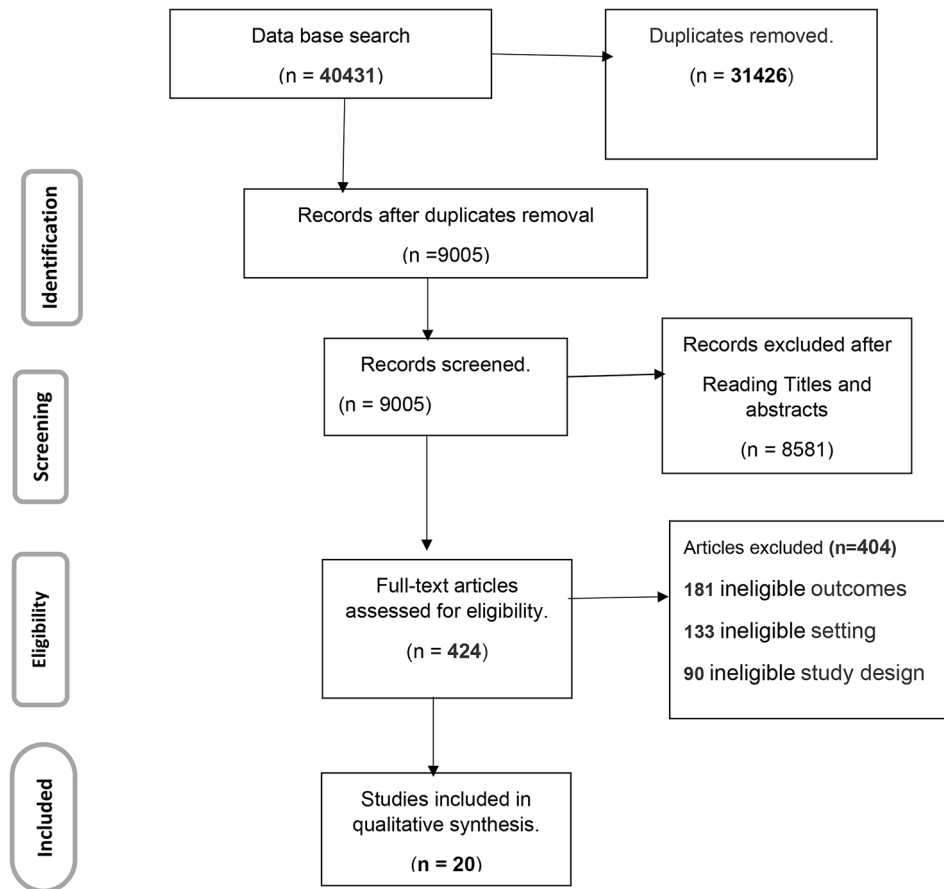 Data base search
(n = 40431)
Duplicates removed.
(n = 31426)
Identification
Records after duplicates removal
(n =9005)
Screening
Records screened.
(n = 9005)
Records excluded after
Reading Titles and
abstracts
(n = 8581)
Eligibility
Full-text articles
assessed for eligibility.
(n = 424)
Articles excluded (n=404)
181 ineligible outcomes
133 ineligible setting
90 ineligible study design
Included
Studies included in
qualitative synthesis.
(n = 20)